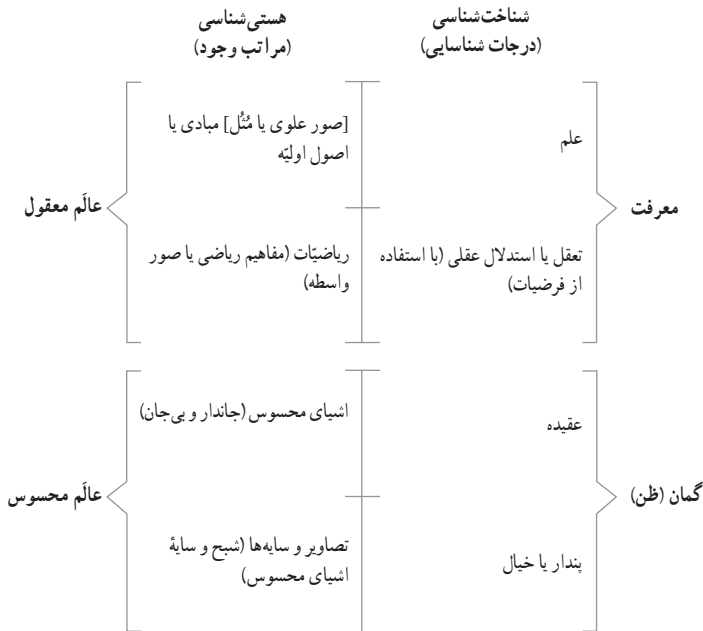 شناخت‌شناسی
(درجات شناسایی)
هستی‌شناسی
(مراتب وجود)
معرفت
علم
[صور علوی یا مُثُل] مبادی یا
اصول اولیّه
عالَم معقول
تعقل یا استدلال عقلی (با استفاده
از فرضیات)
ریاضیّات (مفاهیم ریاضی یا صور
واسطه)
گمان (ظن)
عقیده
اشیای محسوس (جاندار و بی‌جان)
عالَم محسوس
پندار یا خیال
تصاویر و سایه‌ها (شبح و سایهٔ
اشیای محسوس)